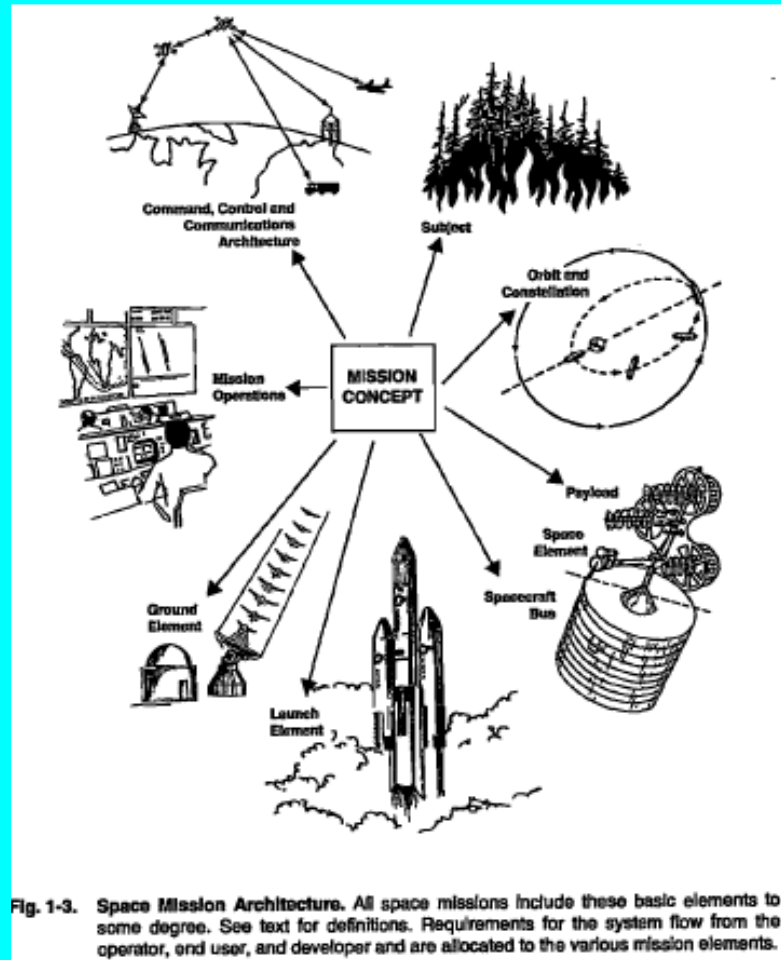 Command, Control and
Communications
Architecture
Subject
Orbit and
Constellation
Mission
Operations
MISSION
CONCEPT
Payload
Space
Element
Spacecraft
Bus
Ground
Element
Launch
Element
Fig. 1-3. Space Mission Architecture. All space missions include these basic elements to
some degree. See text for definitions. Requirements for the system flow from the
operator, end user, and developer and are allocated to the various mission elements.